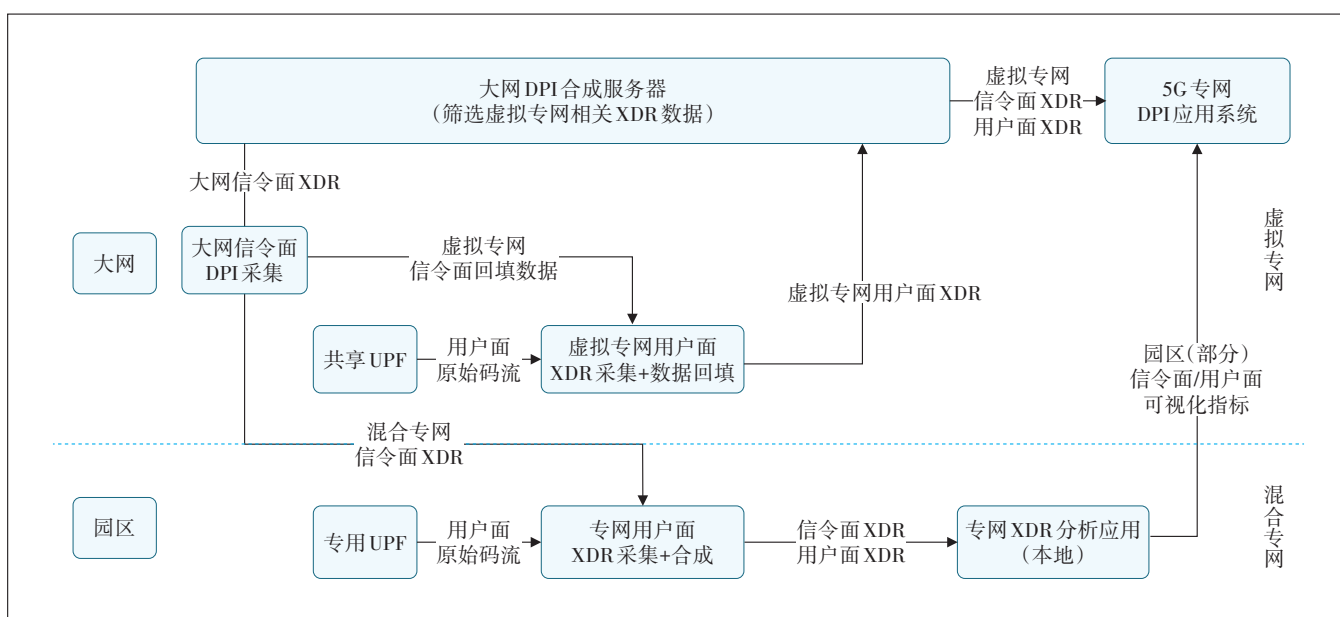 大网DPI合成服务器
（筛选虚拟专网相关XDR数据）
虚拟专网
信令面XDR
用户面XDR
5G专网
DPI应用系统
大网信令面XDR
大网
大网信令面
DPI采集
虚拟专网
信令面回填数据
虚拟专网用户面XDR
虚拟专网
共享UPF
用户面
原始码流
虚拟专网用户面
XDR采集+数据回填
园区（部分）
信令面/用户面
可视化指标
混合专网
信令面XDR
园区
专用UPF
用户面
原始码流
专网用户面
XDR采集+合成
信令面XDR
用户面XDR
专网XDR分析应用
（本地）
混合专网